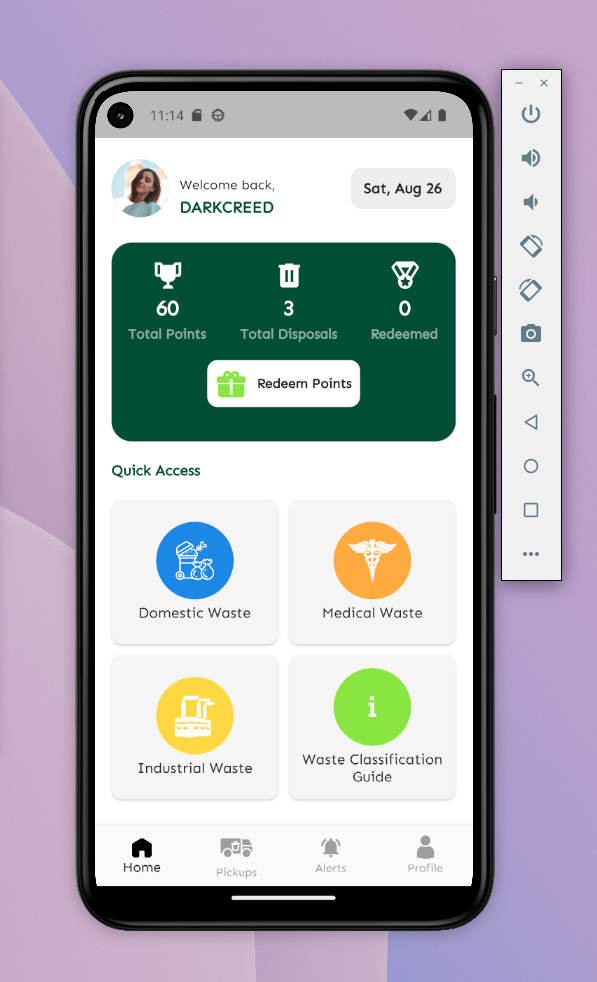 11:14
Welcome back,
DARKCREED
Sat, Aug 26
60
3
0
Total Points
Total Disposals
Redeemed
Redeem Points
Quick Access
Domestic Waste
Medical Waste
Industrial Waste
i
Waste Classification
Guide
Home
Pickups
Alerts
Profile